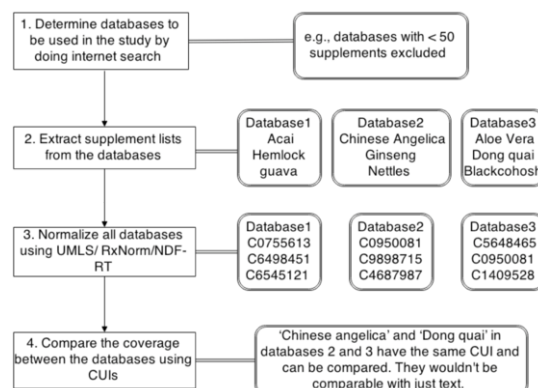 1. Determine databases to
be used in the study by
doing internet search
e.g., databases with < 50
supplements excluded
2. Extract supplement lists
from the databases
Database1
Acai
Hemlock
guava
Database2
Chinese Angelica
Ginseng
Nettles
Database3
Aloe Vera
Dong quai
Blackcohosh
3. Normalize all databases
using UMLS/ RxNorm/NDF-
RT
Database1
C0755613
C6498451
C6545121
Database2
C0950081
C9898715
C4687987
Database3
C5648465
C0950081
C1409528
4. Compare the coverage
between the databases using
CUIs
'Chinese angelica' and 'Dong quai' in
databases 2 and 3 have the same CUI and
can be compared. They wouldn't be
comparable with just text.